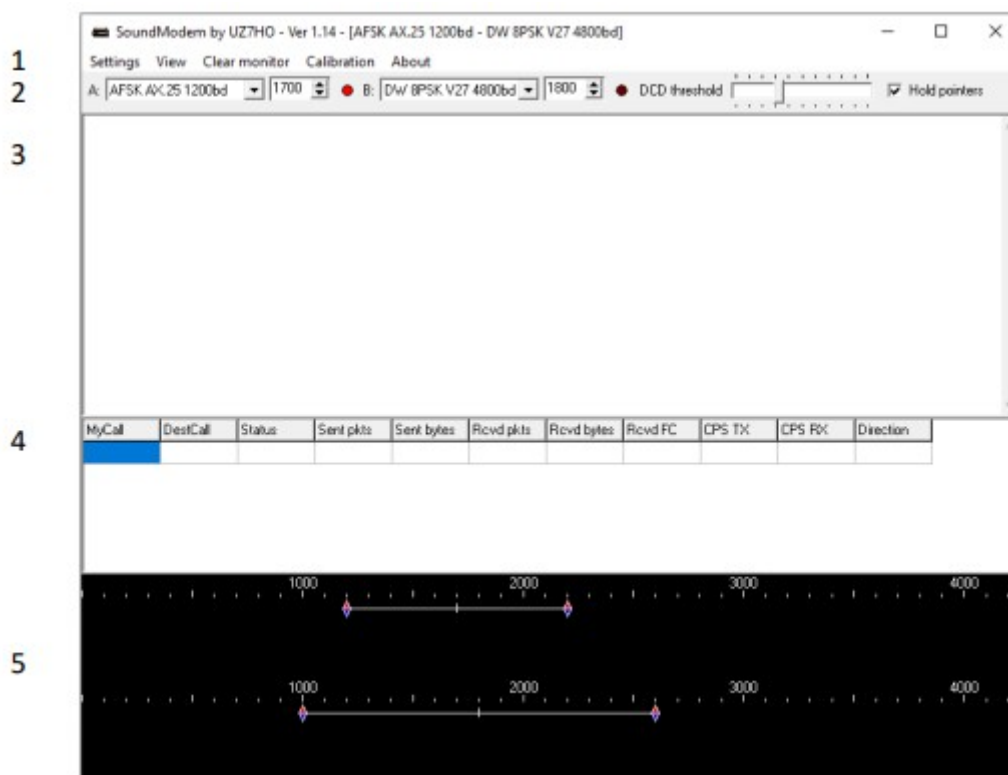 SoundModem by UZ7HO - Ver 1.14 - [AFSK AX.25 1200bd - DW 8PSK V27 4800bd]
1 Settings View Clear monitor Calibration About
2 A: AFSK AX.25 1200bd 1700 B: DW 8PSK V27 4800bd 1800 DCD threshold Hold pointers
3
4 MyCall DestCall Status Sent pkts Sent bytes Rcvd pkts Rcvd bytes Rcvd FC CPS TX CPS RX Direction
1000 2000 3000 4000
5
1000 2000 3000 4000